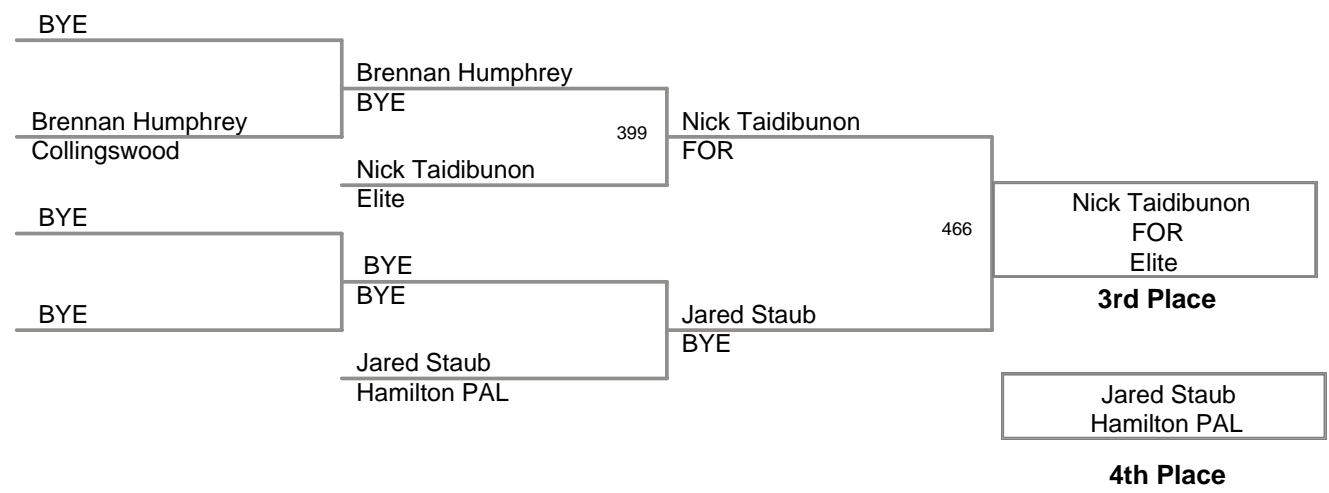 BYE
Brennan Humphrey
Collingswood
BYE
BYE
Brennan Humphrey
BYE
399
Nick Taidibunon
Elite
BYE
BYE
Jared Staub
Hamilton PAL
Nick Taidibunon
FOR
466
Jared Staub
BYE
Nick Taidibunon
FOR
Elite
3rd Place
Jared Staub
Hamilton PAL
4th Place